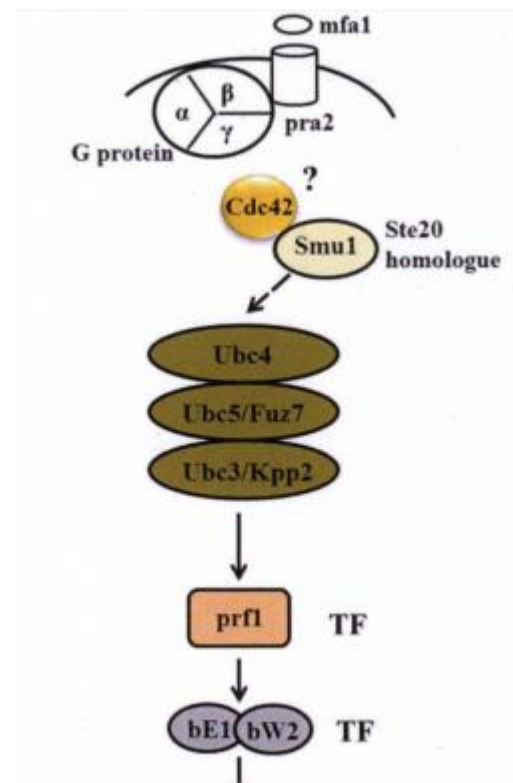 mfa1
β
α
γ
pra2
G protein
?
Cdc42
Smu1
Ste20
homologue
Ubc4
Ubc5/Fuz7
Ubc3/Kpp2
prf1
TF
bE1
bW2
TF